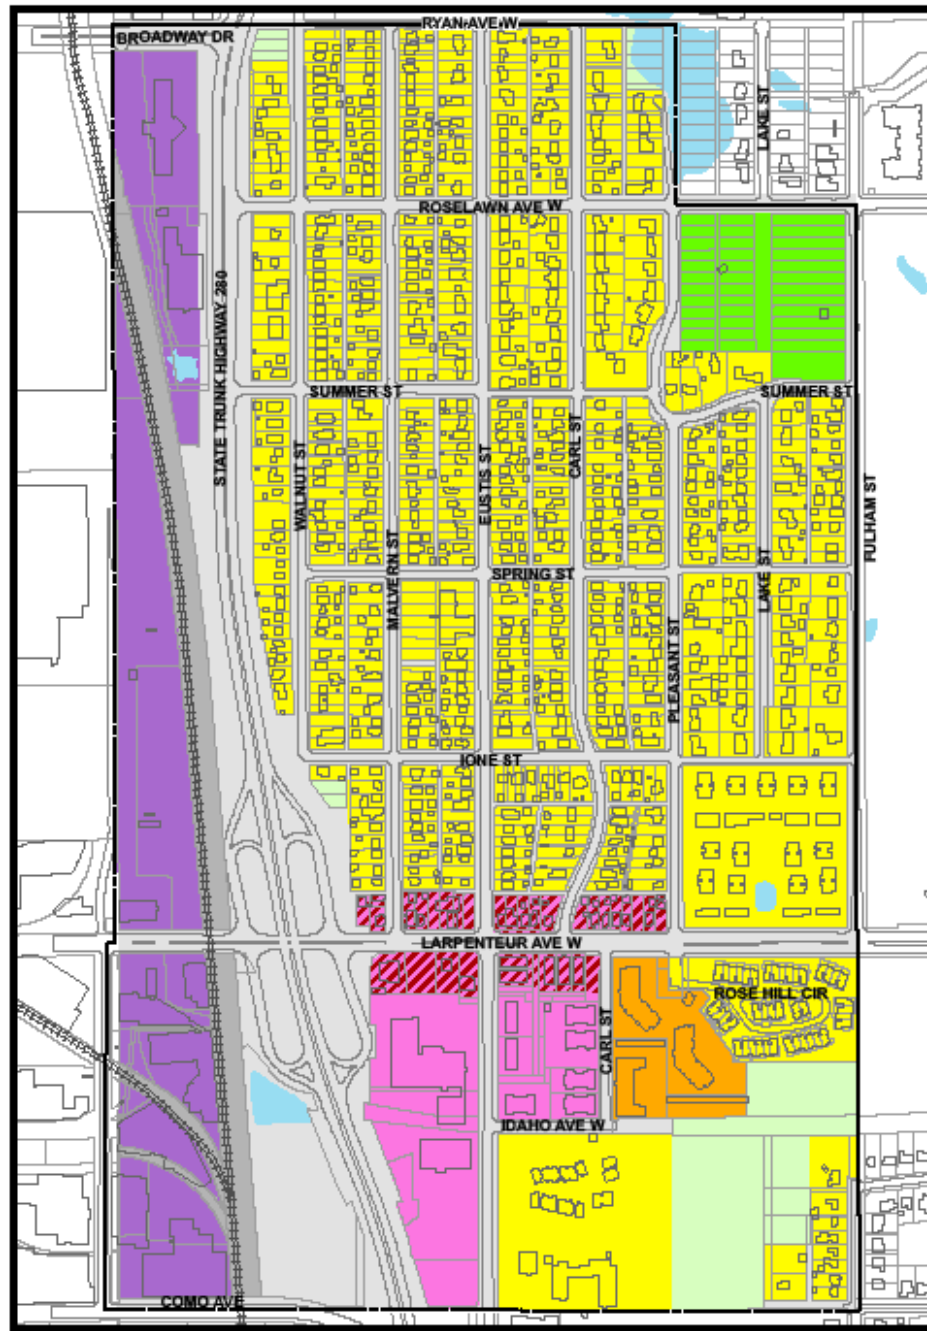 RYAN AVE W
BROADWAY DR
LAKE ST
ROSELAWN AVE W
STATE TRUNK HIGHWAY 280
SUMMER ST
SUMMER ST
WALNUT ST
EUSTIS ST
CARL ST
FULHAM ST
MALVERN ST
SPRING ST
LAKE ST
PLEASANT ST
IONE ST
LARPENTEUR AVE W
ROSE HILL CIR
CARL ST
IDAHO AVE W
COMO AVE